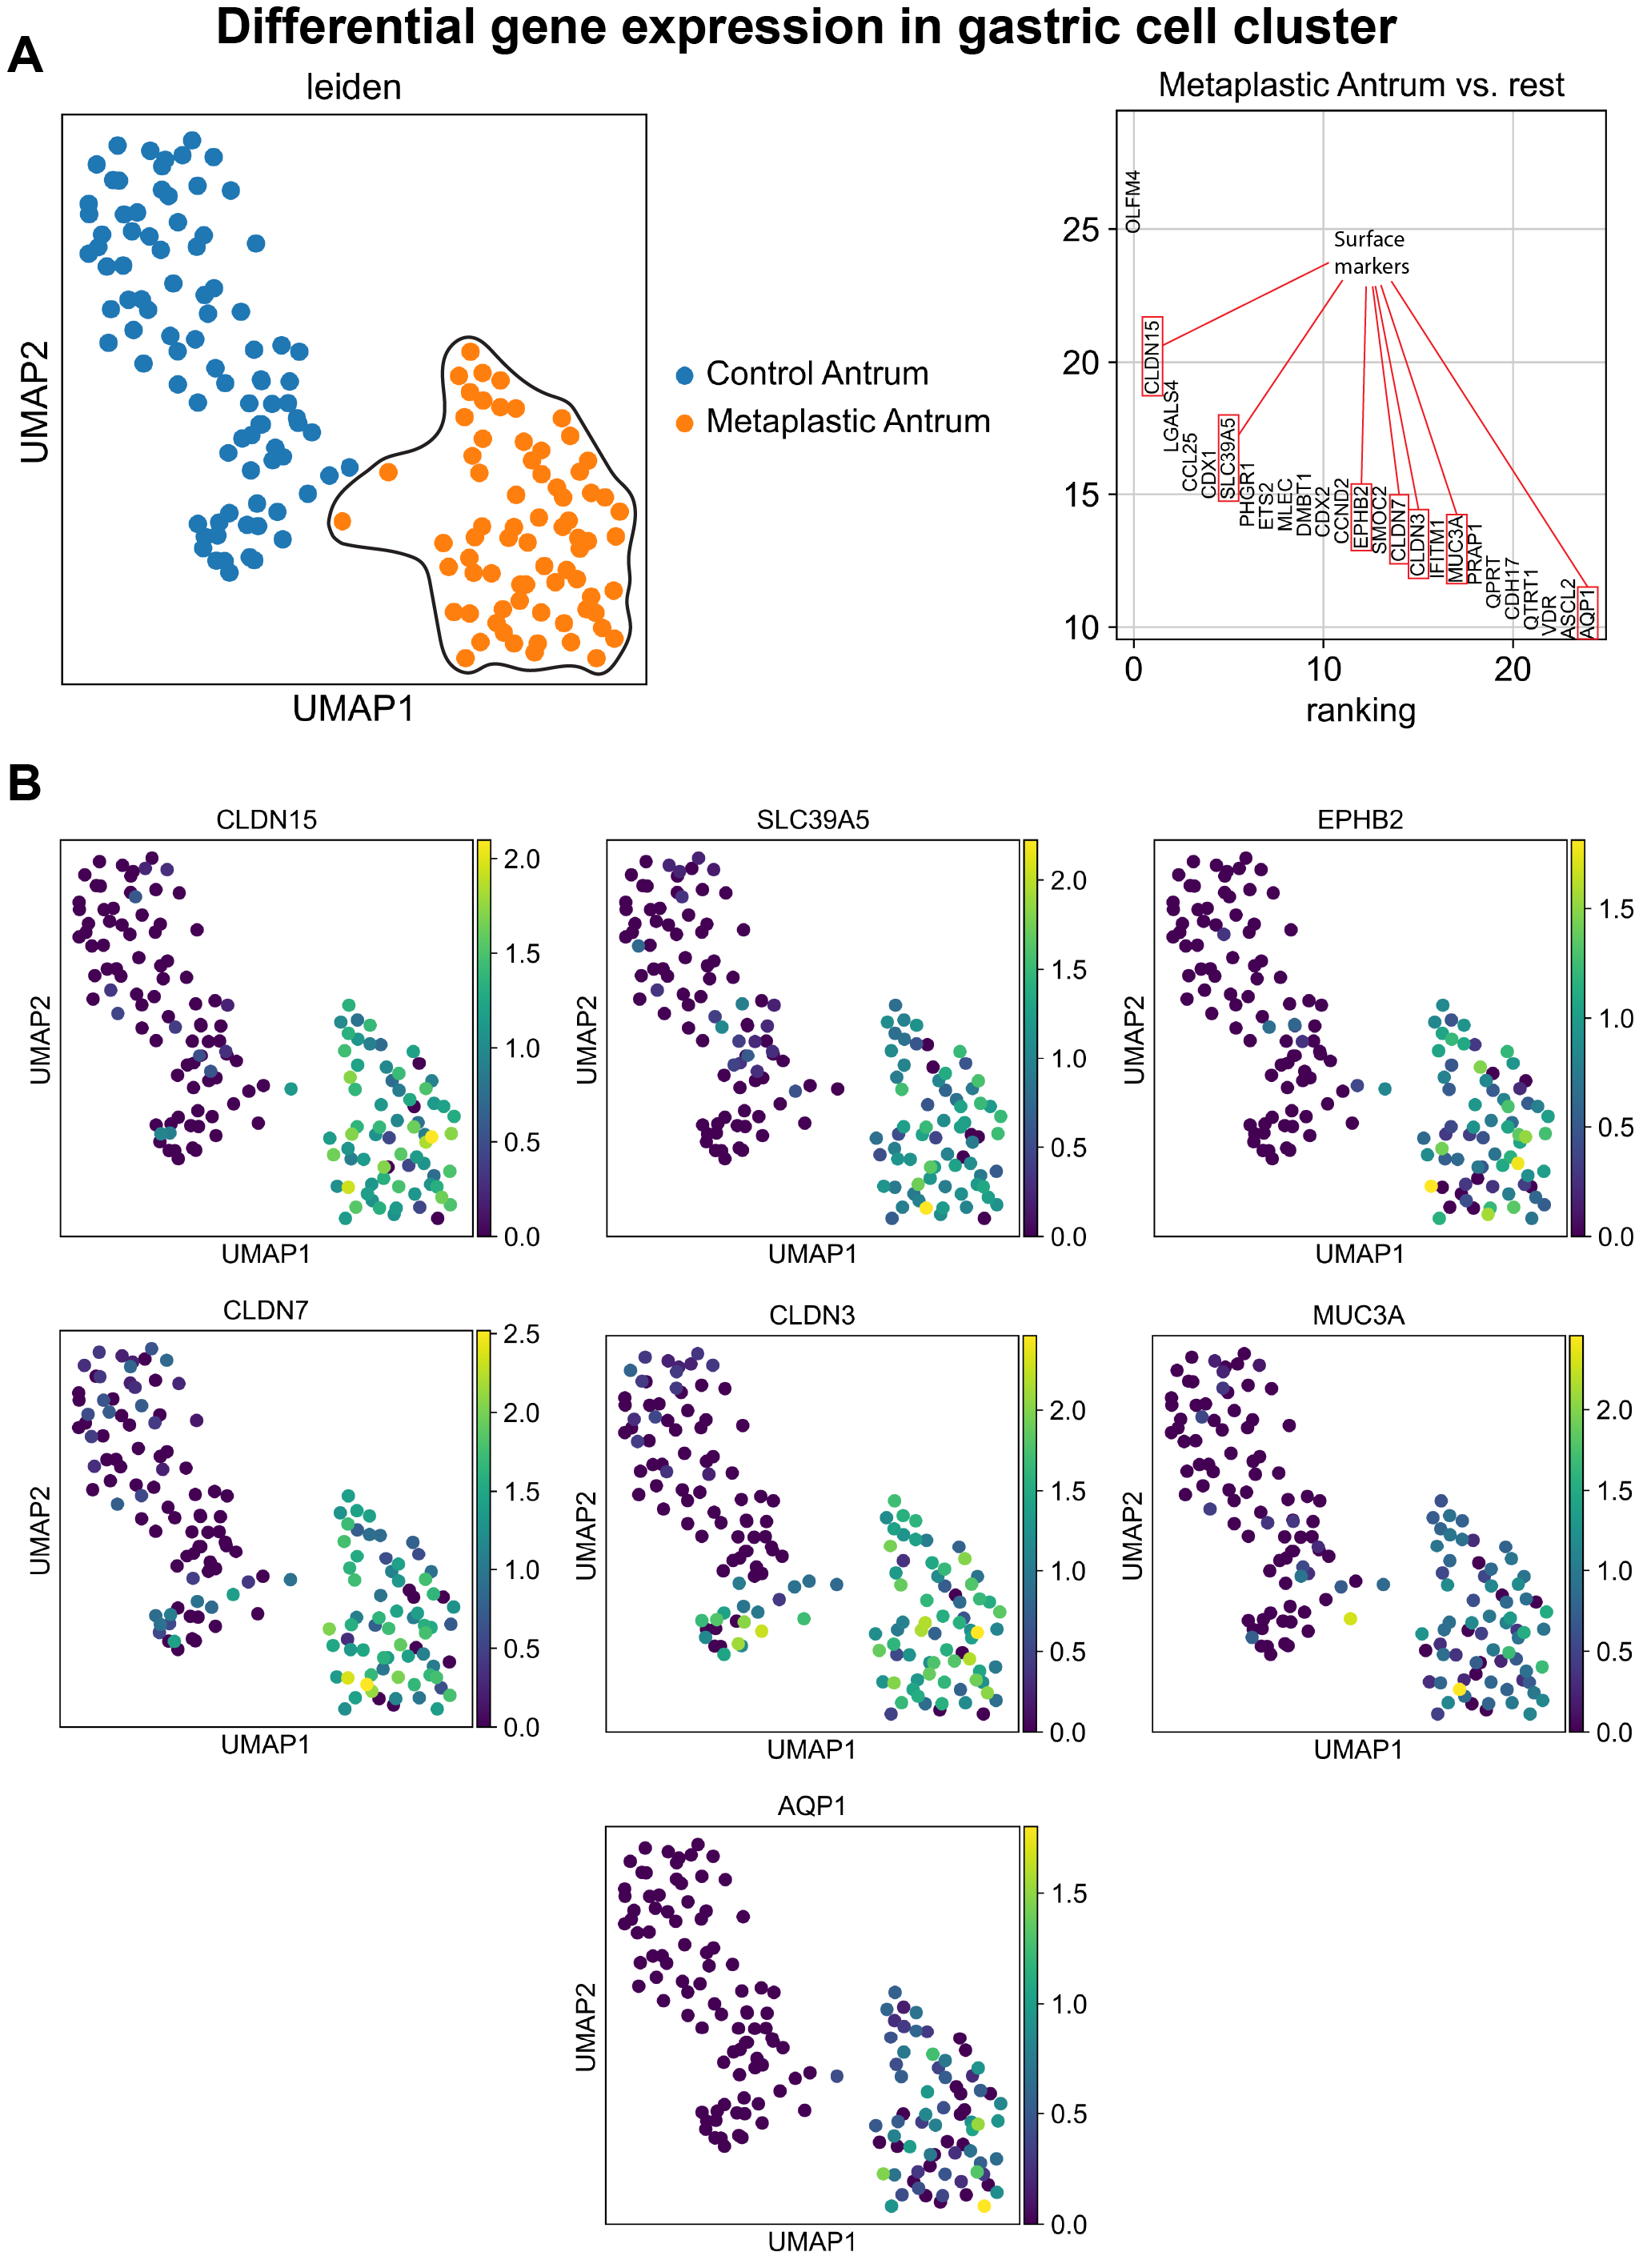 Differential gene expression in gastric cell cluster
A
leiden
UMAP2
UMAP1
Control Antrum
Metaplastic Antrum
Metaplastic Antrum vs. rest
25
20
15
10
0
10
20
ranking
Surface
markers
OLFM4
CLDN15
LGALS4
CCL25
CDX1
SLC39A5
PHGR1
ETS2
MLEC
DMBT1
CDX2
CCND2
EPHB2
SMOC2
CLDN7
CLDN3
IFITM1
MUC3A
PRAP1
QPRT
CDH17
QTRT1
VDR
ASCL2
AQP1
B
CLDN15
UMAP2
UMAP1
2.0
1.5
1.0
0.5
0.0
SLC39A5
UMAP2
UMAP1
2.0
1.5
1.0
0.5
0.0
EPHB2
UMAP2
UMAP1
1.5
1.0
0.5
0.0
CLDN7
UMAP2
UMAP1
2.5
2.0
1.5
1.0
0.5
0.0
CLDN3
UMAP2
UMAP1
2.0
1.5
1.0
0.5
0.0
MUC3A
UMAP2
UMAP1
2.0
1.5
1.0
0.5
0.0
AQP1
UMAP2
UMAP1
1.5
1.0
0.5
0.0